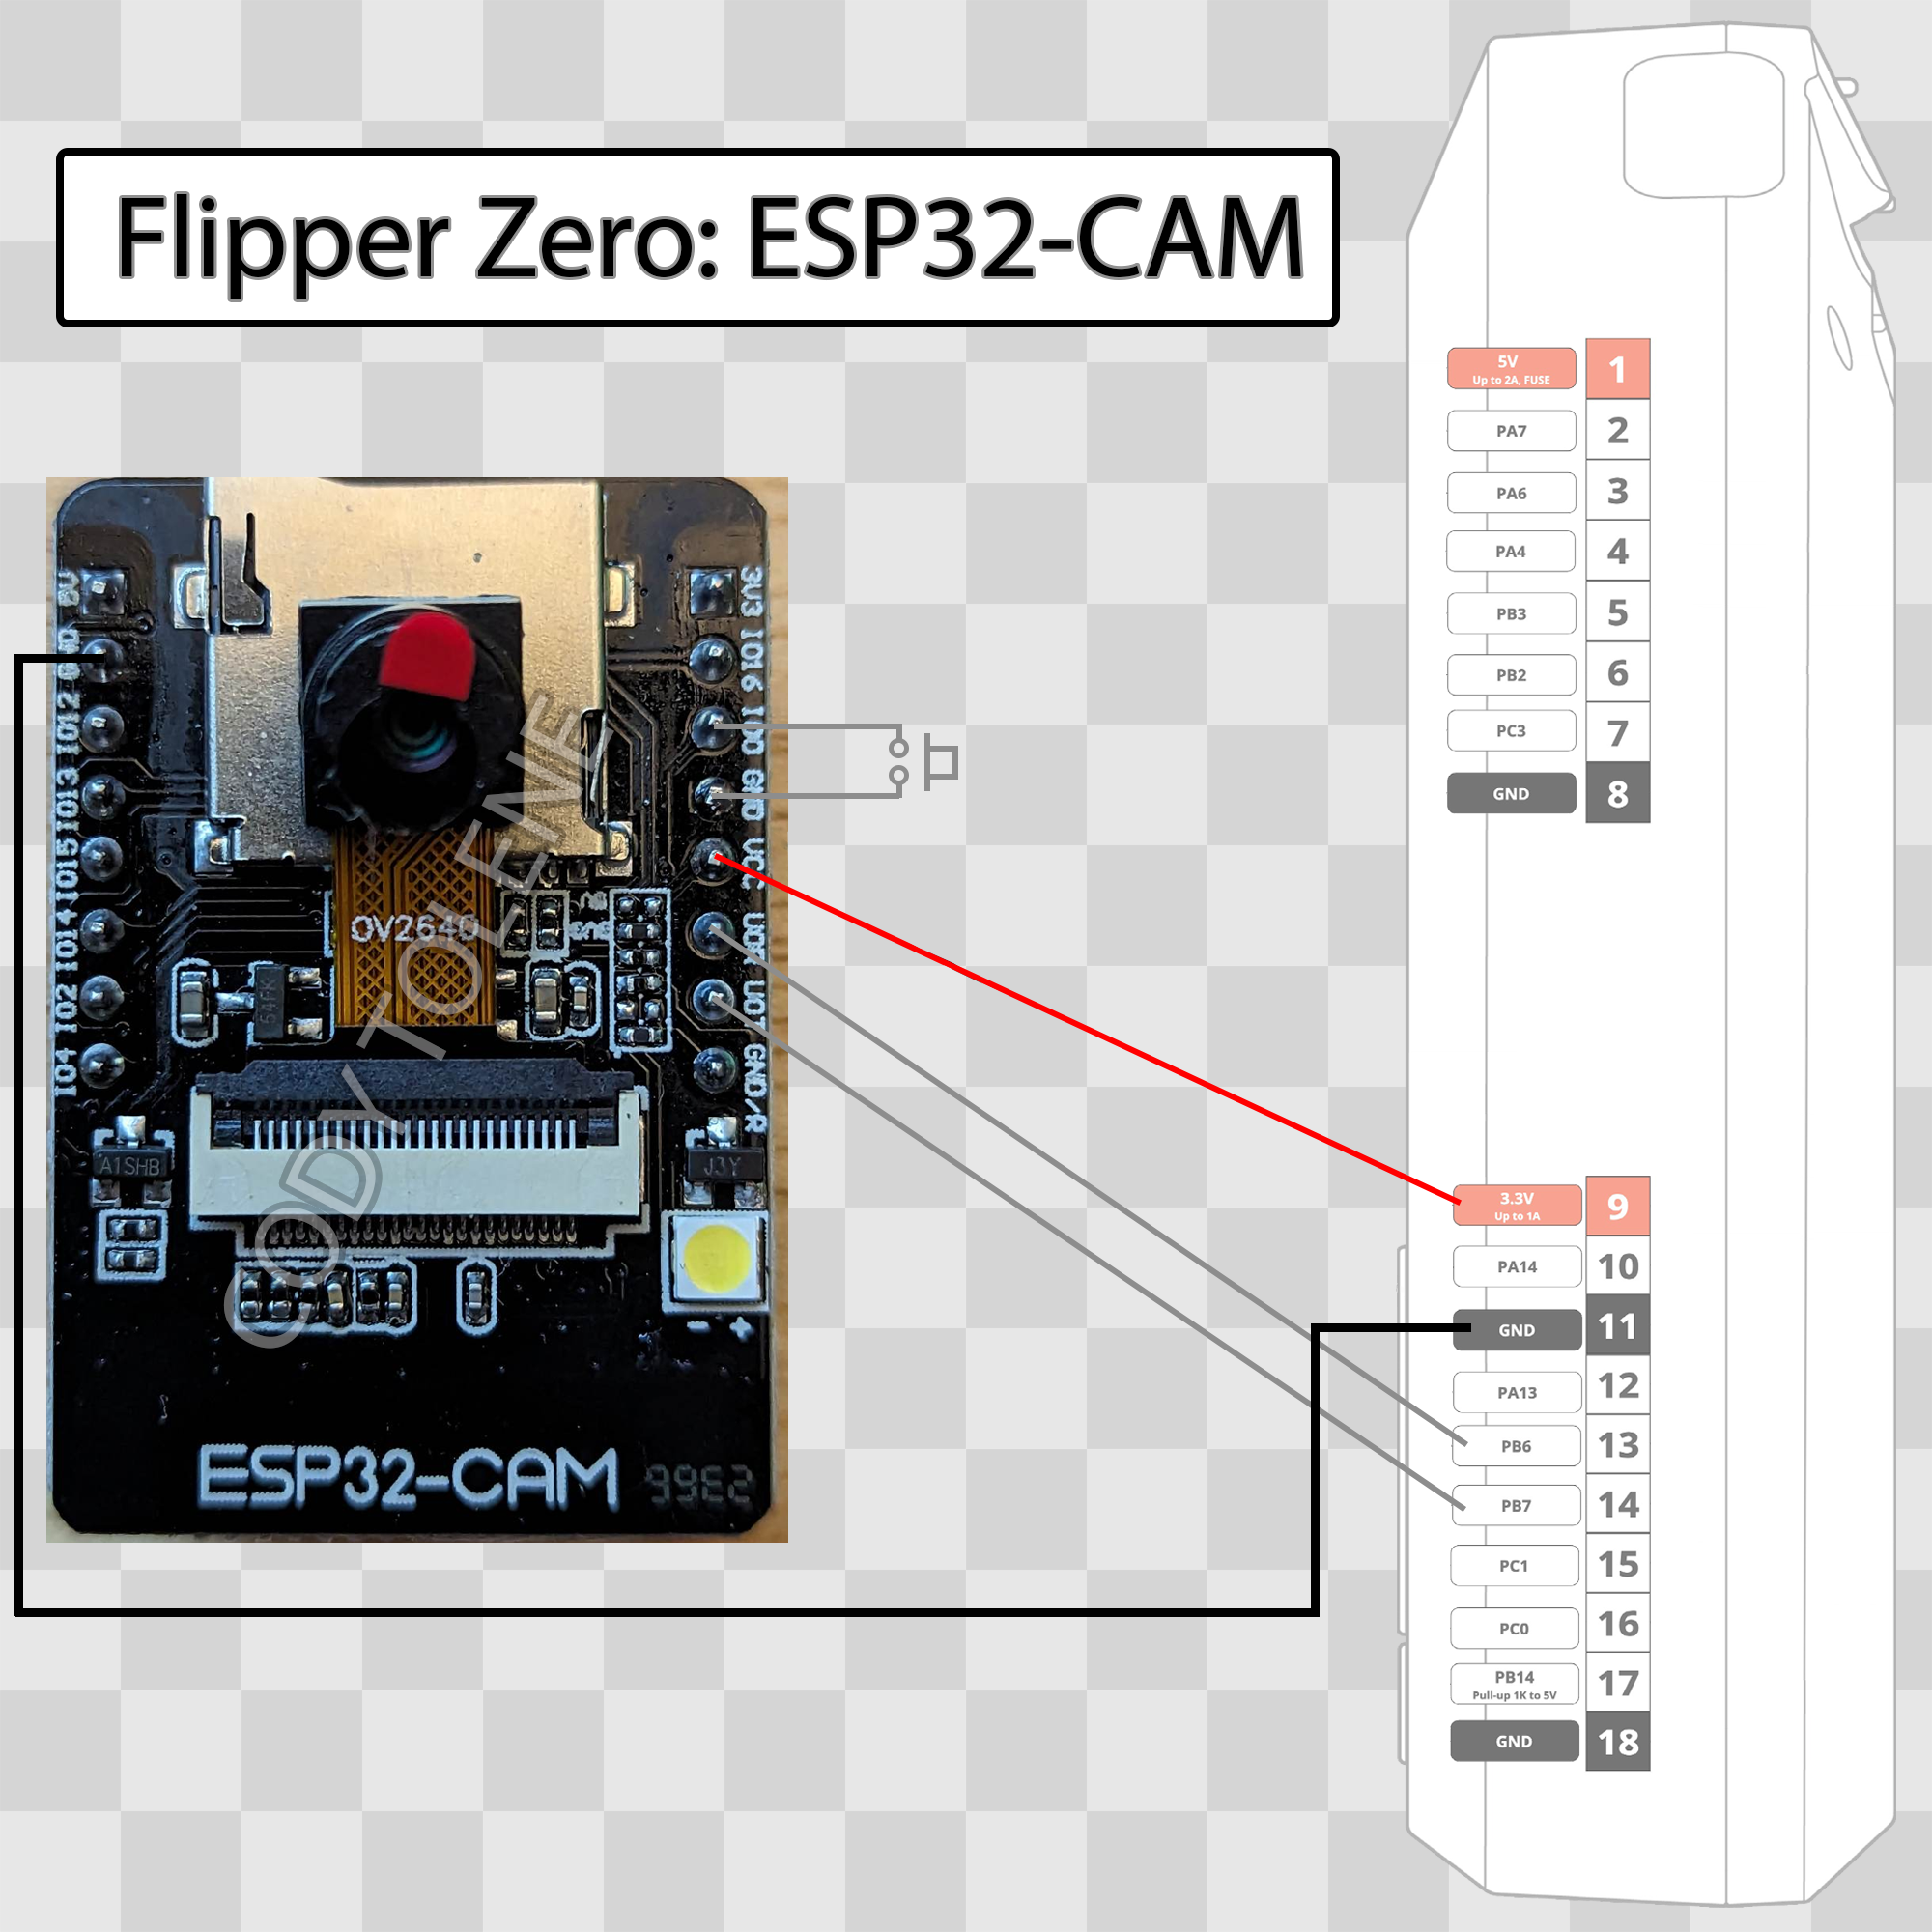 Flipper Zero: ESP32-CAM
5V
Up to 2A, FUSE
1
PA7
2
PA6
3
PA4
4
PB3
5
PB2
6
PC3
7
GND
8
3.3V
Up to 1A
9
PA14
10
GND
11
PA13
12
PB6
13
PB7
14
PC1
15
PC0
16
PB14
Pull-up 1K to 5V
17
GND
18
5V
GND
IO12
IO13
IO15
IO14
IO2
IO4
3V3
IO16
IO0
GND
VCC
UOR
UOT
GND/R
OV2640
A1SHB
J3Y
- +
ESP32-CAM
CODY TOLENE